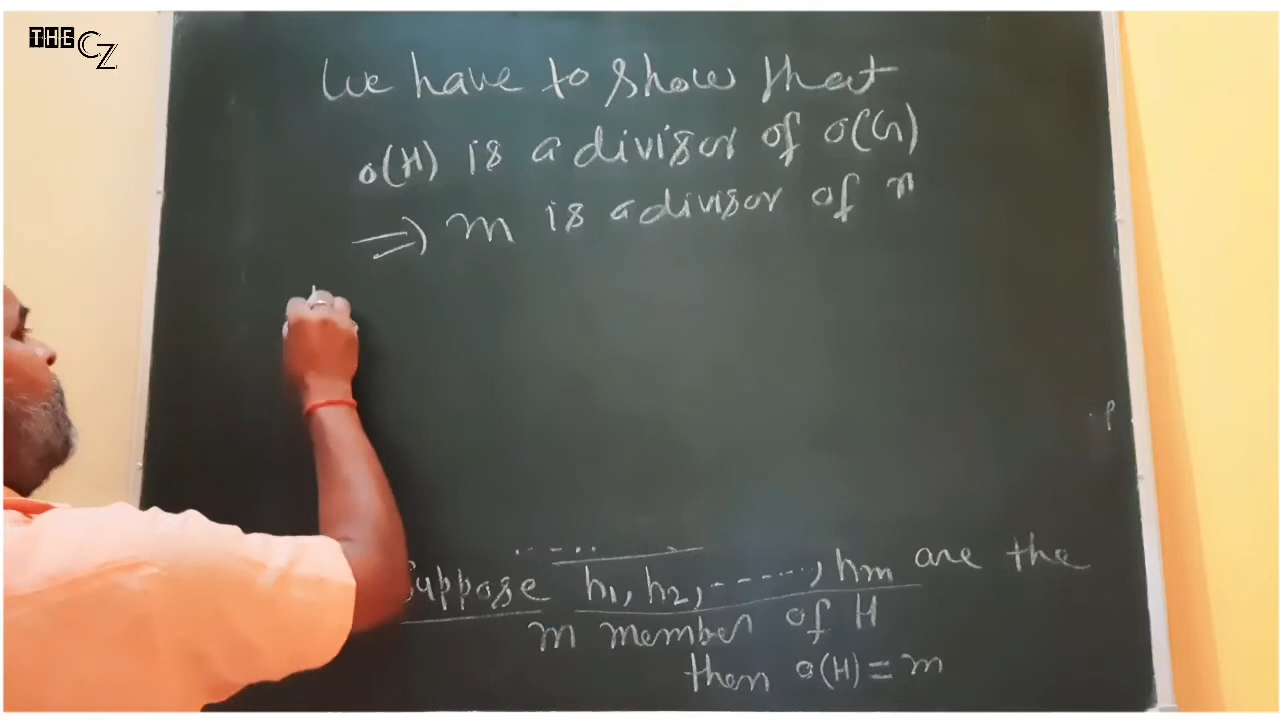 THE CZ
We have to show that
o(H) is a divisor of o(G)
⇒ m is a divisor of n
Suppose h1, h2, ------, hm are the
m member of H
then o(H) = m